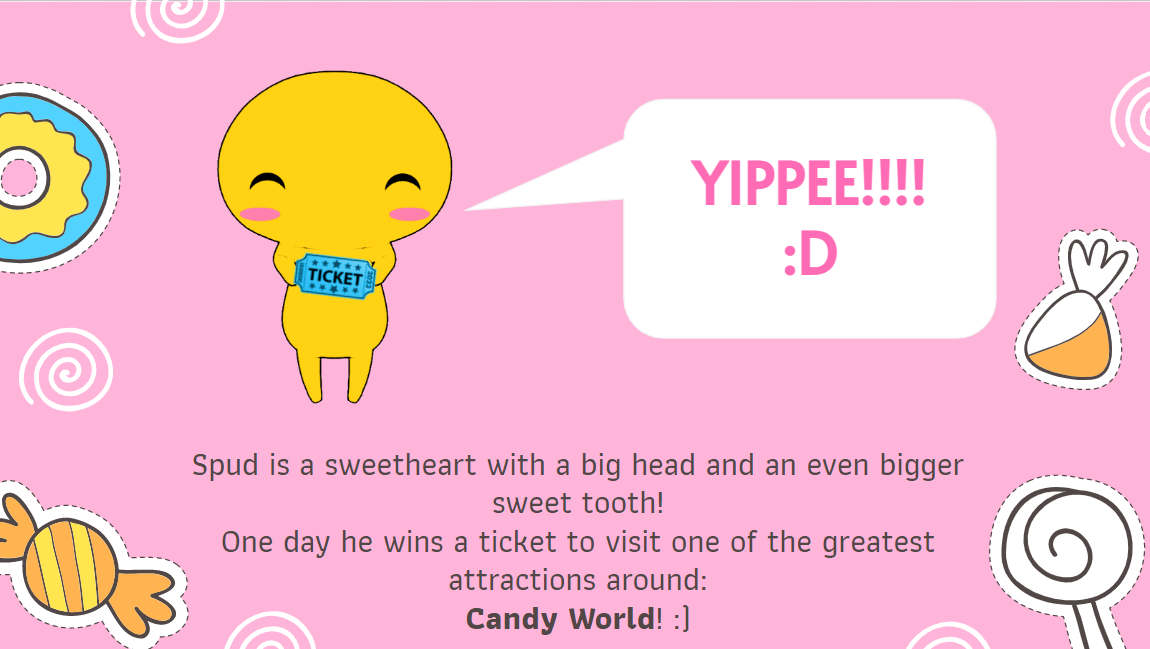 YIPPEE!!!!
:D
TICKET
Spud is a sweetheart with a big head and an even bigger
sweet tooth!
One day he wins a ticket to visit one of the greatest
attractions around:
Candy World! :]